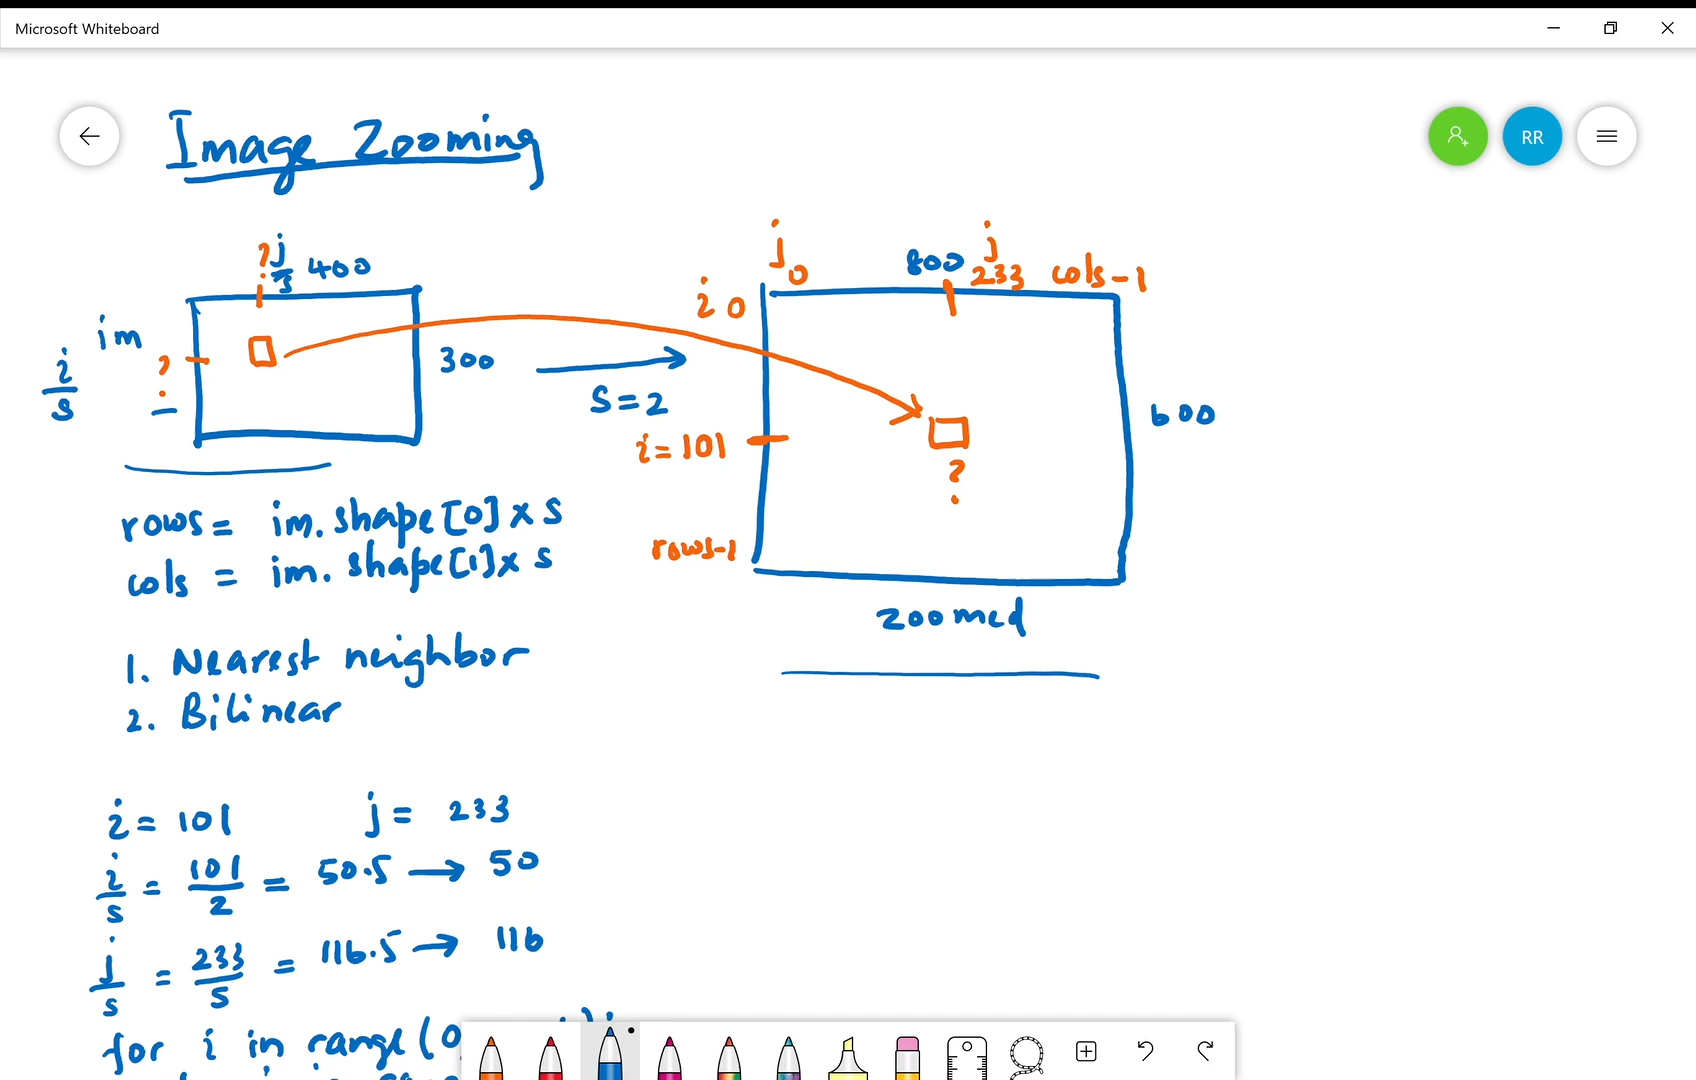 Microsoft Whiteboard
Image Zooming
RR
? j/s 400
im
i/s ?
300
S=2
j 0 800 j 233 cols-1
i 0
i=101
?
600
rows-1
zoomed
rows= im.shape[0]x s
cols = im.shape[1]x s
1. Nearest neighbor
2. Bilinear
i= 101 j= 233
i/s = 101/2 = 50.5 → 50
j/s = 233/s = 116.5 → 116
for i in range(0